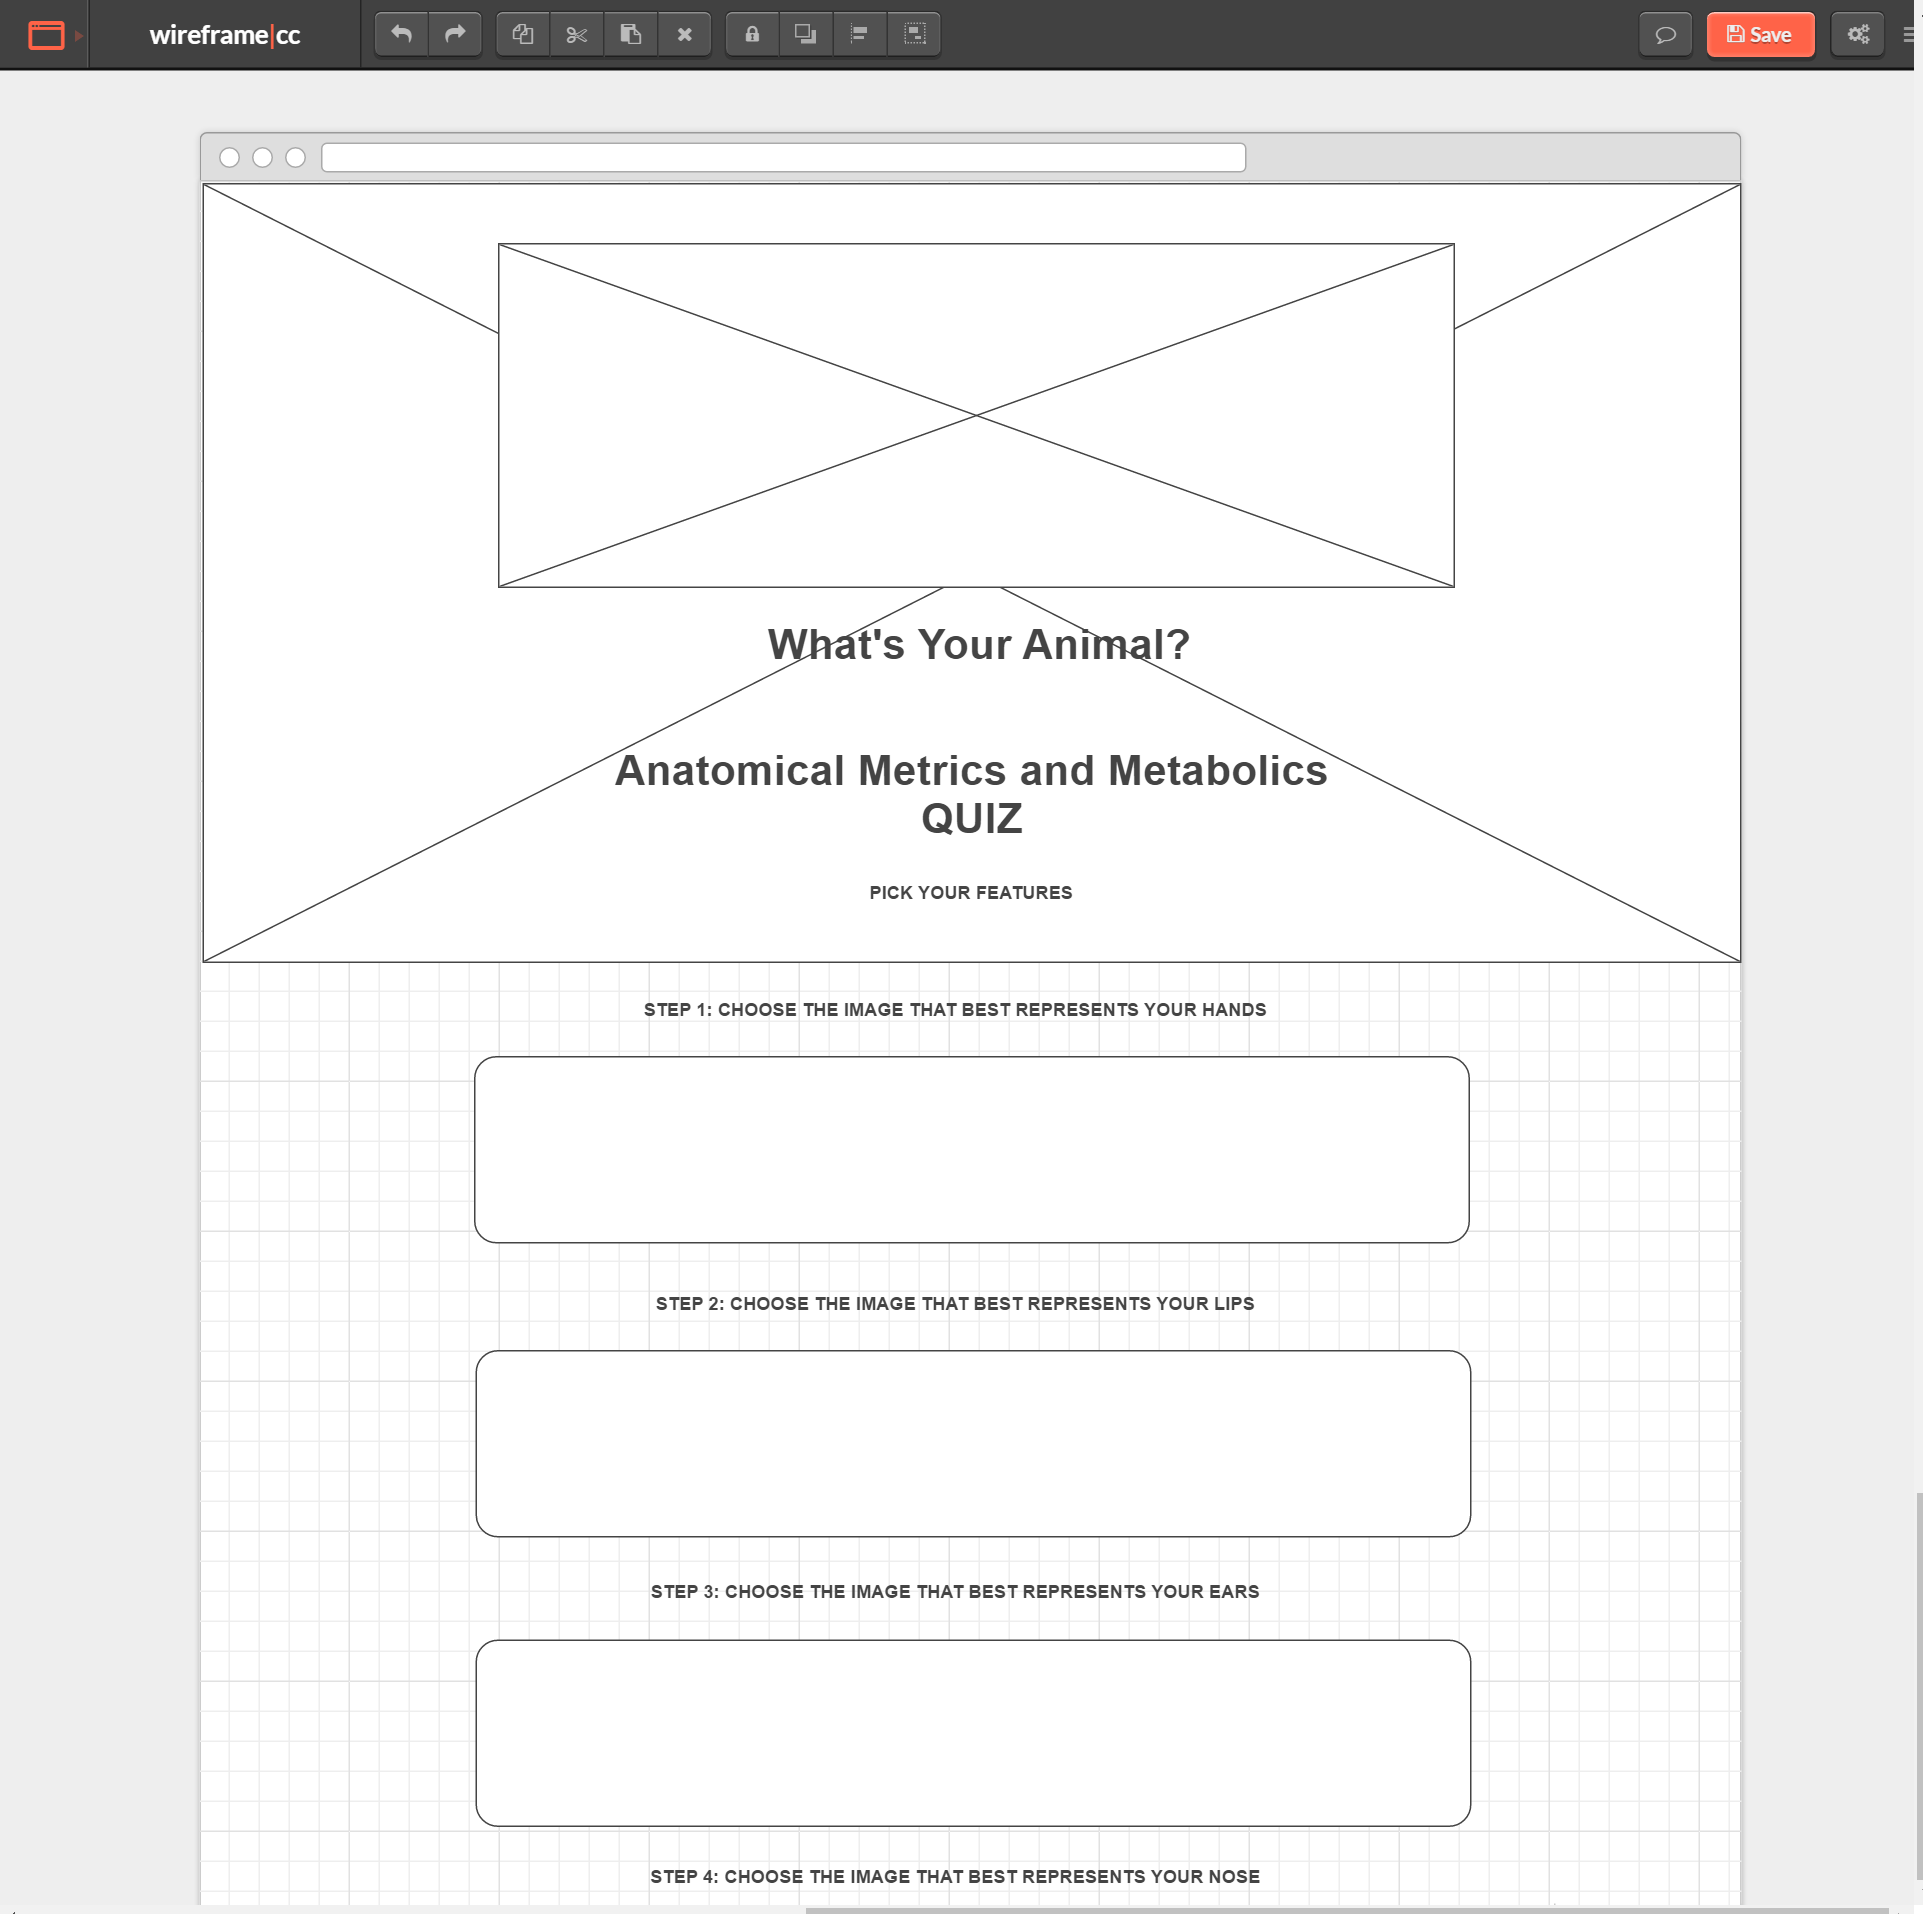 wireframe|cc
Save
What's Your Animal?
Anatomical Metrics and Metabolics
QUIZ
PICK YOUR FEATURES
STEP 1: CHOOSE THE IMAGE THAT BEST REPRESENTS YOUR HANDS
STEP 2: CHOOSE THE IMAGE THAT BEST REPRESENTS YOUR LIPS
STEP 3: CHOOSE THE IMAGE THAT BEST REPRESENTS YOUR EARS
STEP 4: CHOOSE THE IMAGE THAT BEST REPRESENTS YOUR NOSE